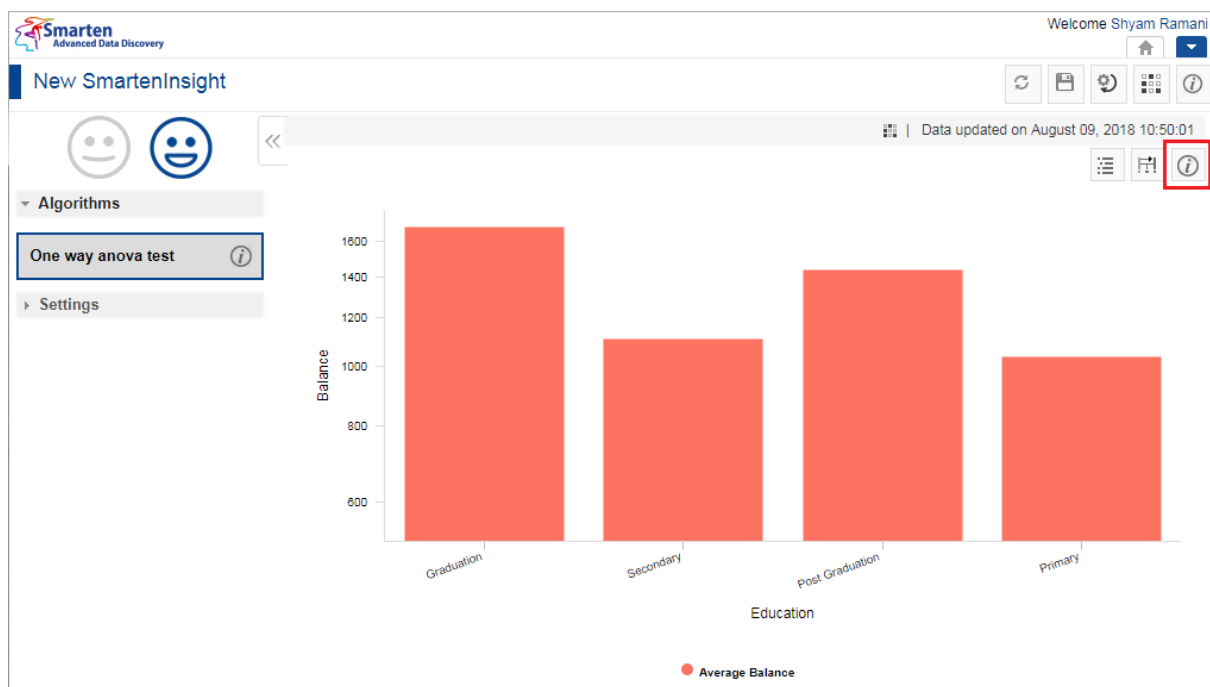 Smarten
Advanced Data Discovery
Welcome Shyam Ramani
New SmartenInsight
| Data updated on August 09, 2018 10:50:01
Algorithms
One way anova test
Settings
1600
1400
1200
1000
800
600
Balance
Graduation
Secondary
Post Graduation
Primary
Education
Average Balance